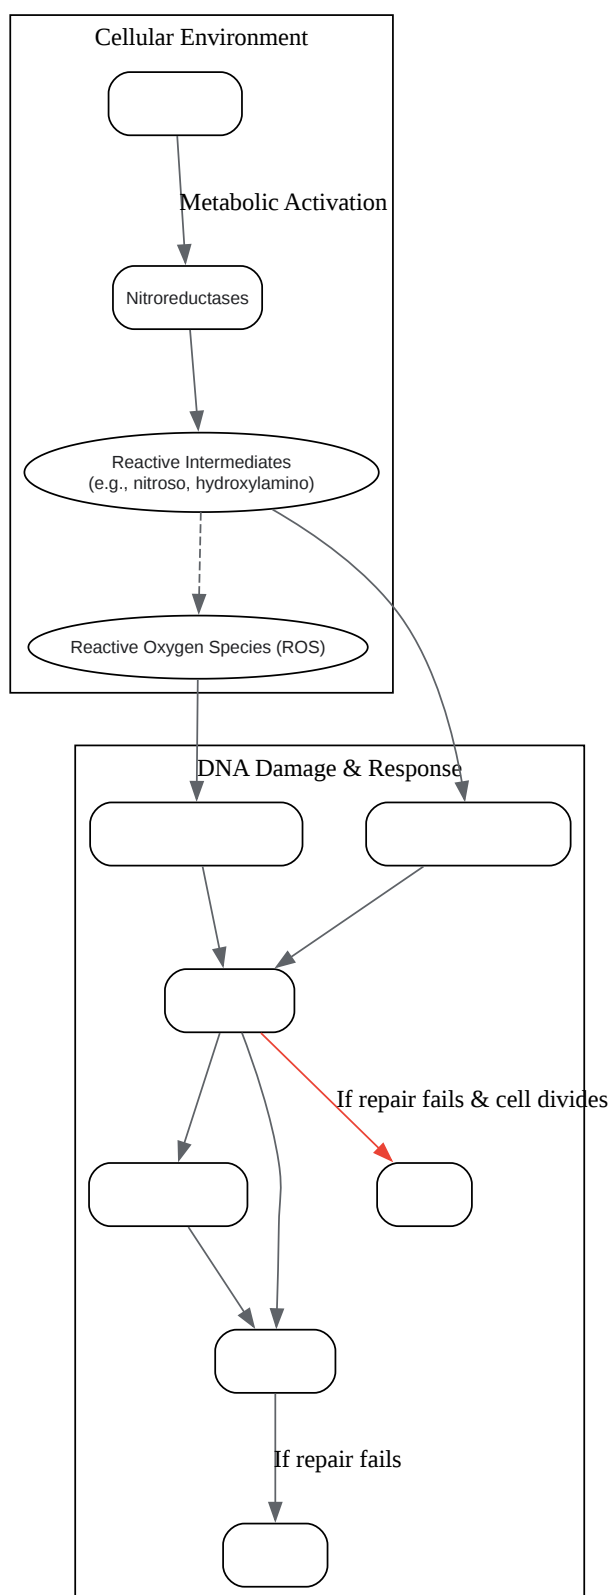 Cellular Environment
Metabolic Activation
Nitroreductases
Reactive Intermediates
(e.g., nitroso, hydroxylamino)
Reactive Oxygen Species (ROS)
DNA Damage & Response
If repair fails & cell divides
If repair fails